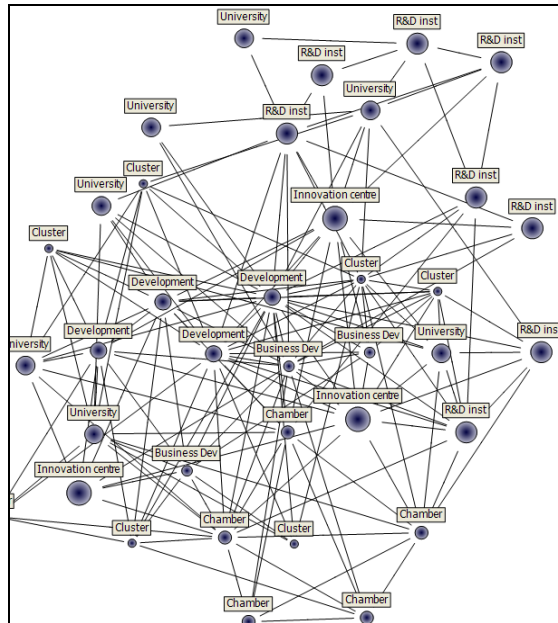 University
R&D inst
R&D inst
R&D inst
University
University
R&D inst
Cluster
University
R&D inst
Innovation centre
R&D inst
Cluster
Cluster
Development
Development
Cluster
University
Development
Development
Business Dev
Business Dev
University
R&D inst
University
Chamber
Innovation centre
R&D inst
Innovation centre
Business Dev
Cluster
Chamber
Cluster
Chamber
Chamber
Chamber